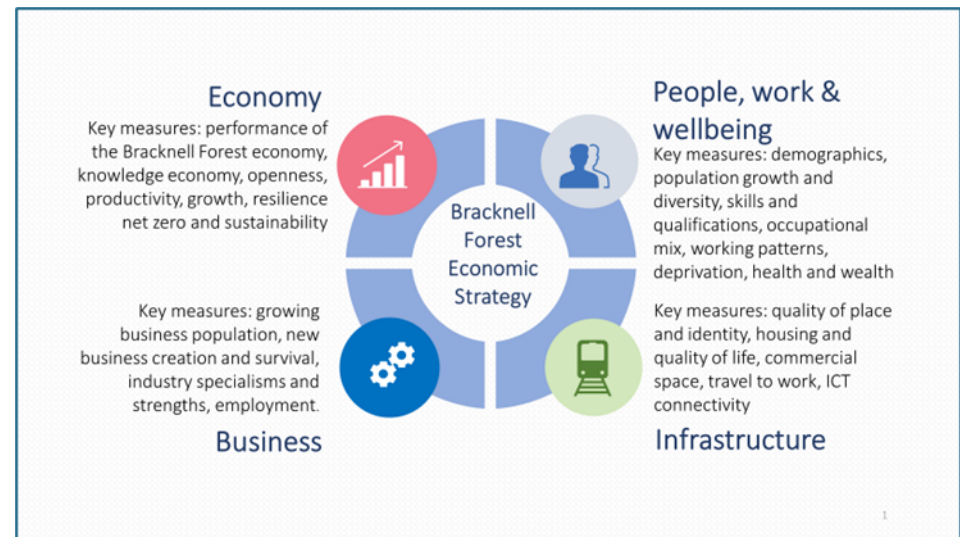 Economy
Key measures: performance of
the Bracknell Forest economy,
knowledge economy, openness,
productivity, growth, resilience
net zero and sustainability
People, work &
wellbeing
Key measures: demographics,
population growth and
diversity, skills and
qualifications, occupational
mix, working patterns,
deprivation, health and wealth
Bracknell
Forest
Economic
Strategy
Key measures: growing
business population, new
business creation and survival,
industry specialisms and
strengths, employment.
Business
Key measures: quality of place
and identity, housing and
quality of life, commercial
space, travel to work, ICT
connectivity
Infrastructure
1